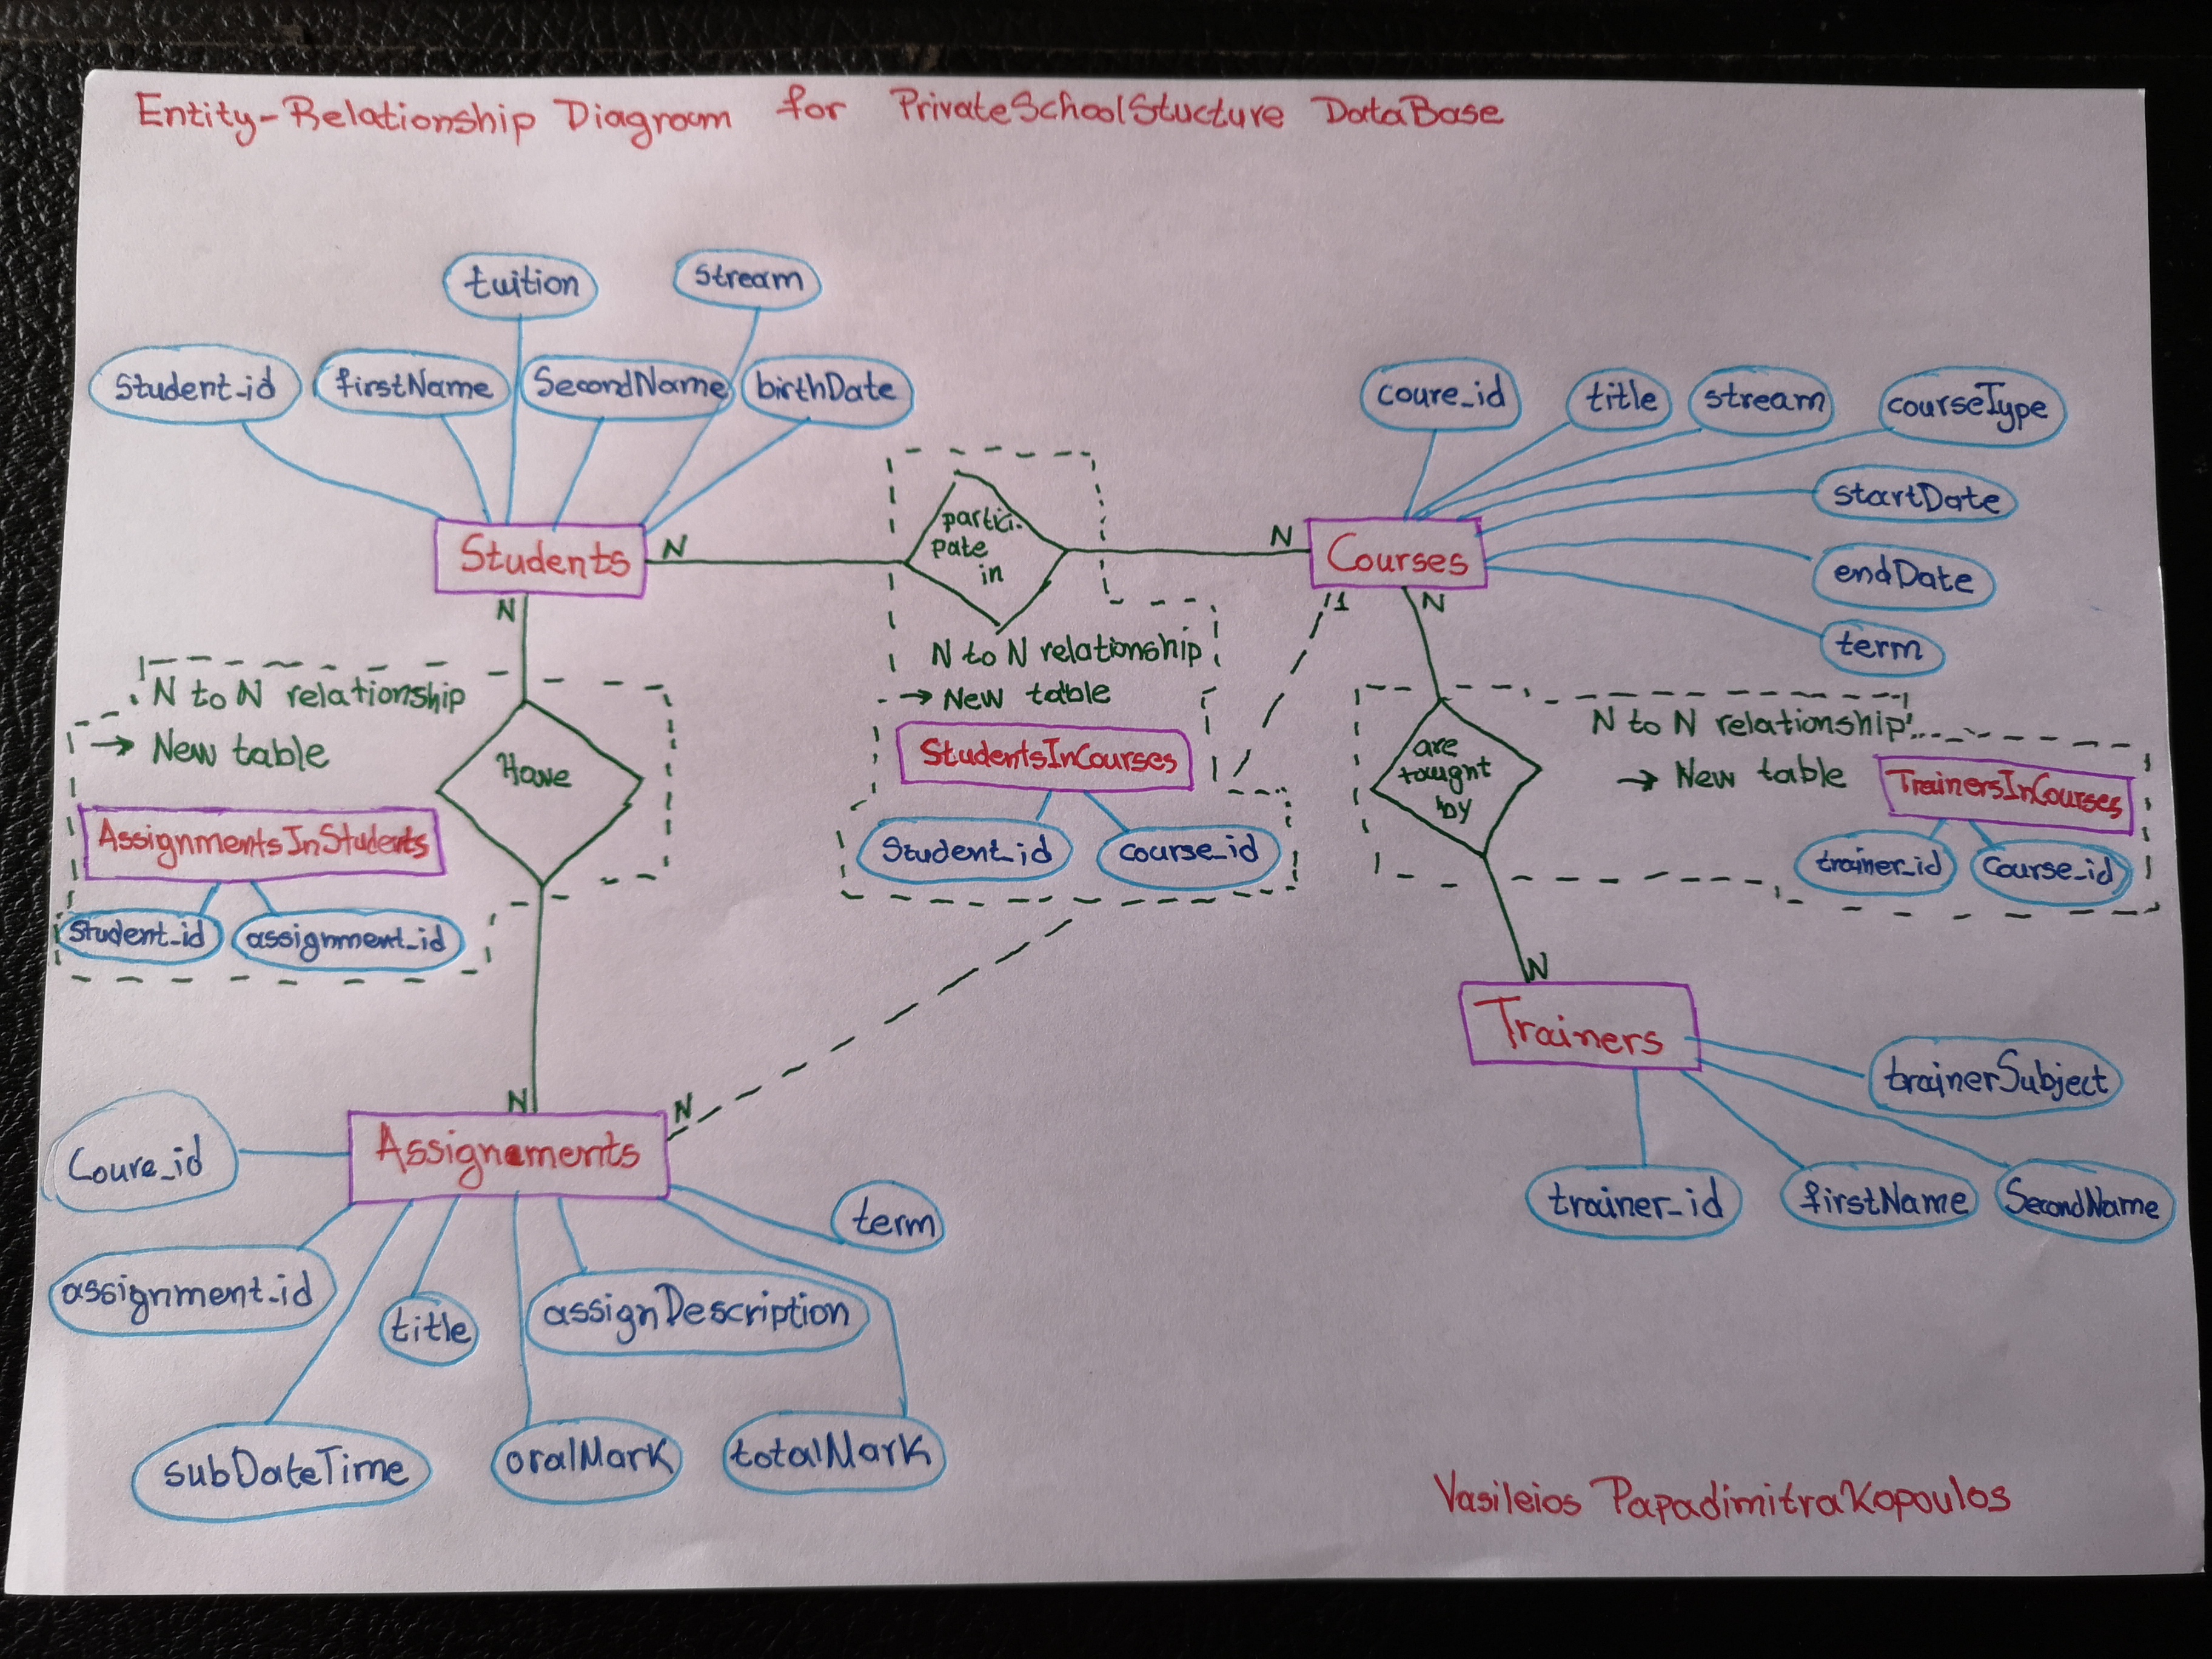 Entity-Relationship Diagram for PrivateSchoolStucture DataBase
tuition
stream
Student_id
firstName
SecondName
birthDate
coure_id
title
stream
courseType
startDate
endDate
term
Students
N
partici-
pate
in
N
Courses
N
1
N
N to N relationship
→ New table
StudentsInCourses
Student_id
course_id
N to N relationship
→ New table
Have
AssignmentsInStudents
Student_id
assignment_id
are
taught
by
N to N relationship
→ New table
TrainersInCourses
trainer_id
Course_id
N
Trainers
trainerSubject
trainer_id
firstName
SecondName
N
N
Assignements
Coure_id
assignment_id
term
title
assignDescription
subDateTime
oralMark
totalMark
Vasileios Papadimitrakopoulos